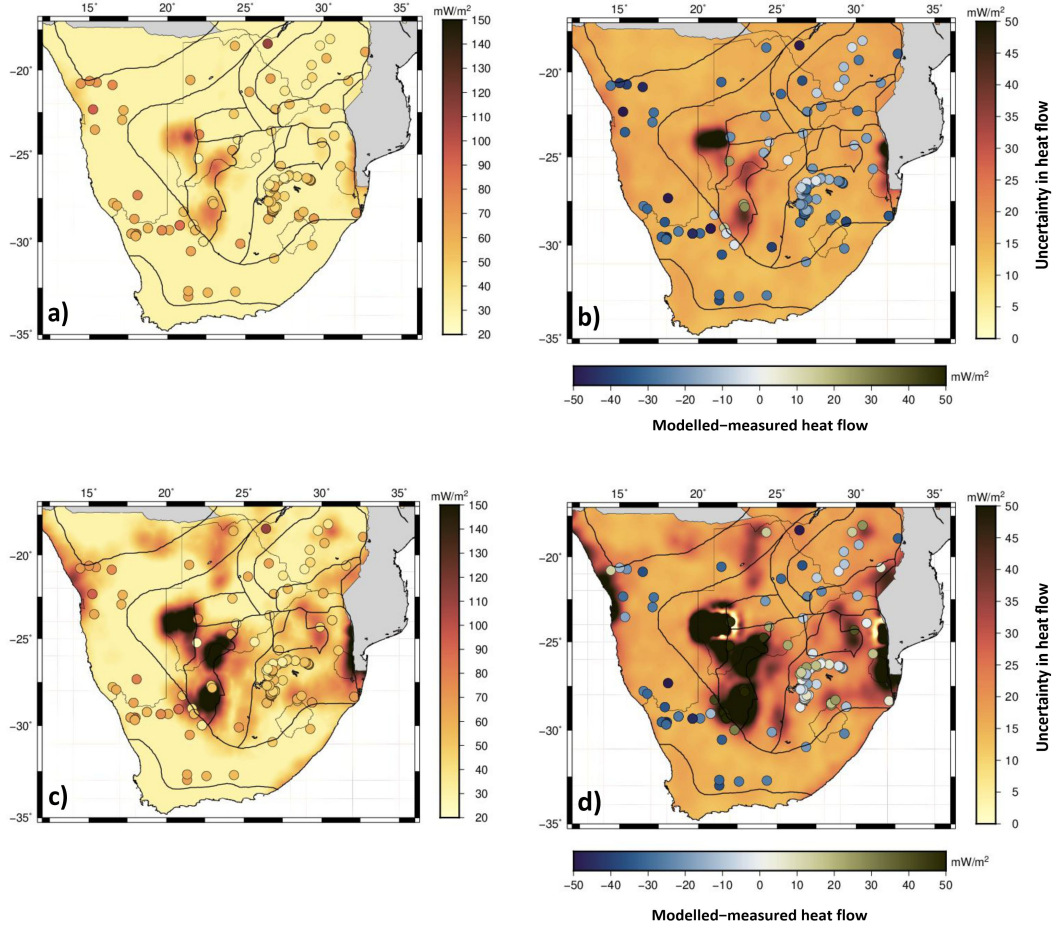 15° 20° 25° 30° 35° mW/m²
−20° −25° −30° −35°
150 140 130 120 110 100 90 80 70 60 50 40 30 20
a)
15° 20° 25° 30° 35° mW/m²
−20° −25° −30° −35°
50 45 40 35 30 25 20 15 10 5 0
Uncertainty in heat flow
b)
mW/m²
−50 −40 −30 −20 −10 0 10 20 30 40 50
Modelled−measured heat flow
15° 20° 25° 30° 35° mW/m²
−20° −25° −30° −35°
150 140 130 120 110 100 90 80 70 60 50 40 30 20
c)
15° 20° 25° 30° 35° mW/m²
−20° −25° −30° −35°
50 45 40 35 30 25 20 15 10 5 0
Uncertainty in heat flow
d)
mW/m²
−50 −40 −30 −20 −10 0 10 20 30 40 50
Modelled−measured heat flow